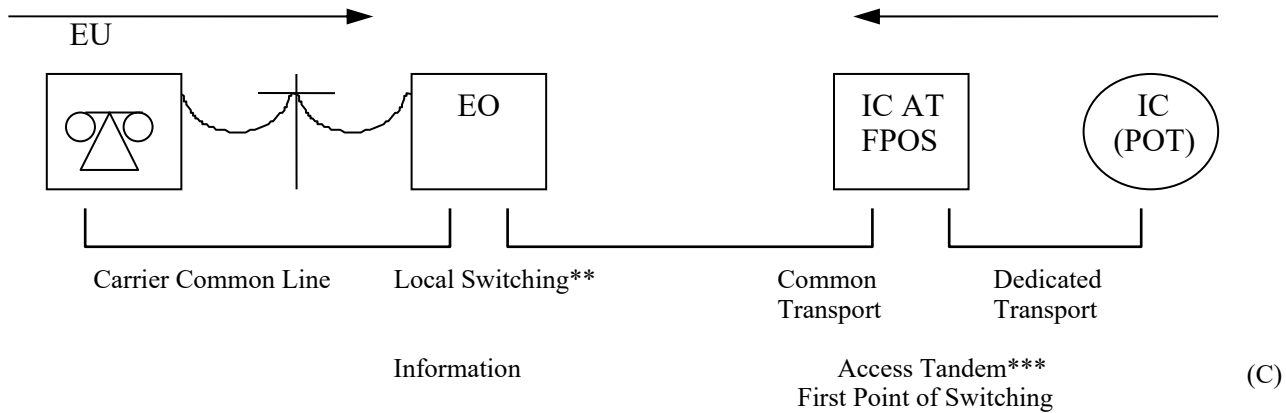 EU
EO
IC AT
FPOS
IC
(POT)
Carrier Common Line
Local Switching**
Common
Transport
Dedicated
Transport
Information
Access Tandem***
First Point of Switching
(C)